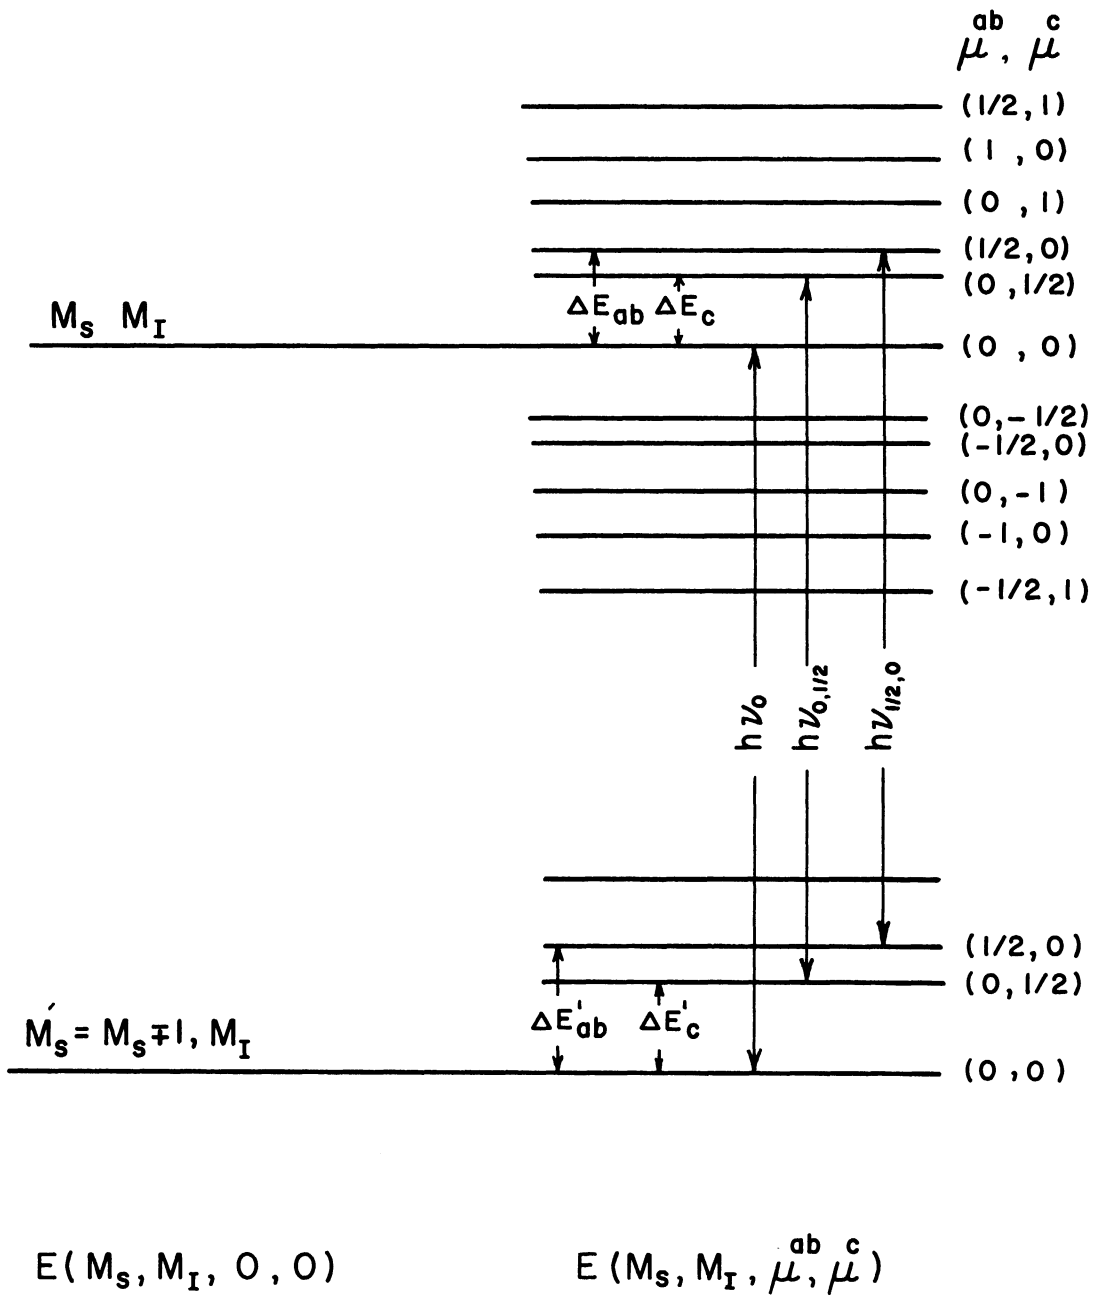 μ^ab, μ^c
(1/2, 1)
(1 , 0)
(0 , 1)
(1/2, 0)
(0 , 1/2)
ΔE_ab ΔE_c
M_s M_I
(0 , 0)
(0, - 1/2)
(-1/2, 0)
(0, -1)
(-1, 0)
(-1/2, 1)
hν_0 hν_0,1/2 hν_1/2,0
(1/2, 0)
(0, 1/2)
ΔE'_ab ΔE'_c
M'_s = M_s ∓ 1, M_I
(0 , 0)
E(M_s, M_I, 0, 0) E(M_s, M_I, μ^ab, μ^c)